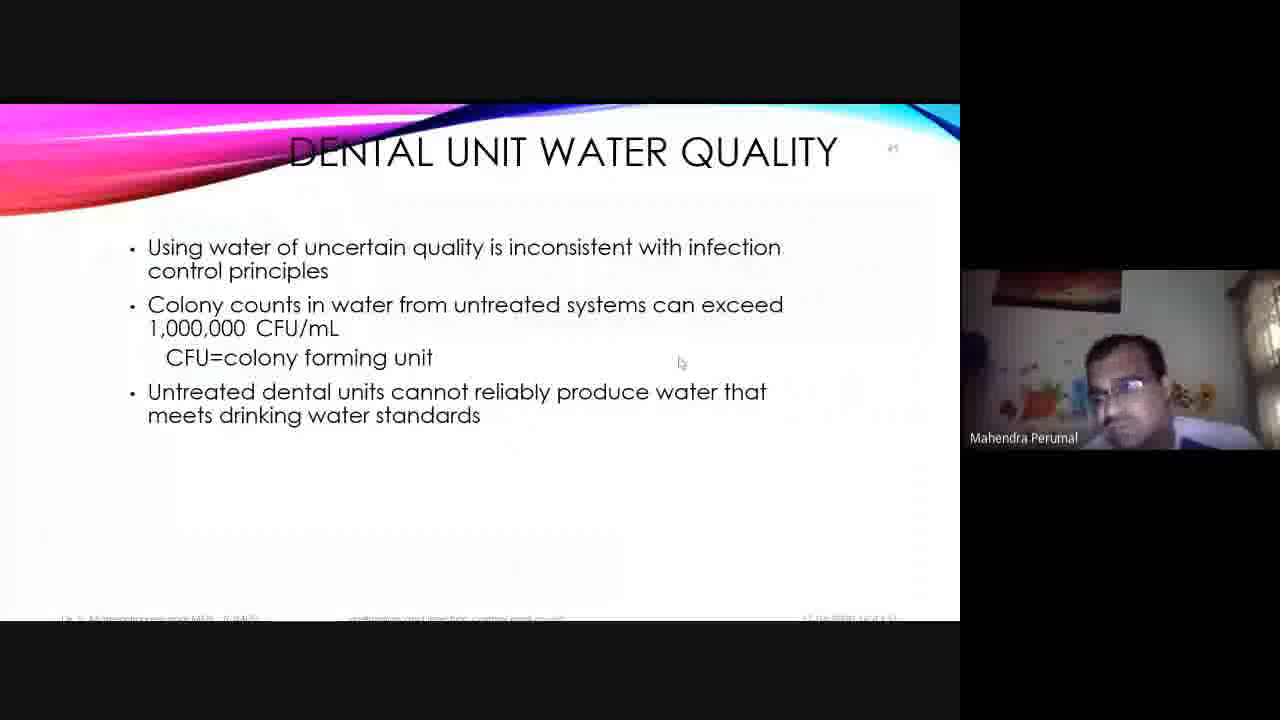 DENTAL UNIT WATER QUALITY
• Using water of uncertain quality is inconsistent with infection
control principles
• Colony counts in water from untreated systems can exceed
1,000,000 CFU/mL
CFU=colony forming unit
• Untreated dental units cannot reliably produce water that
meets drinking water standards
Mahendra Perumal